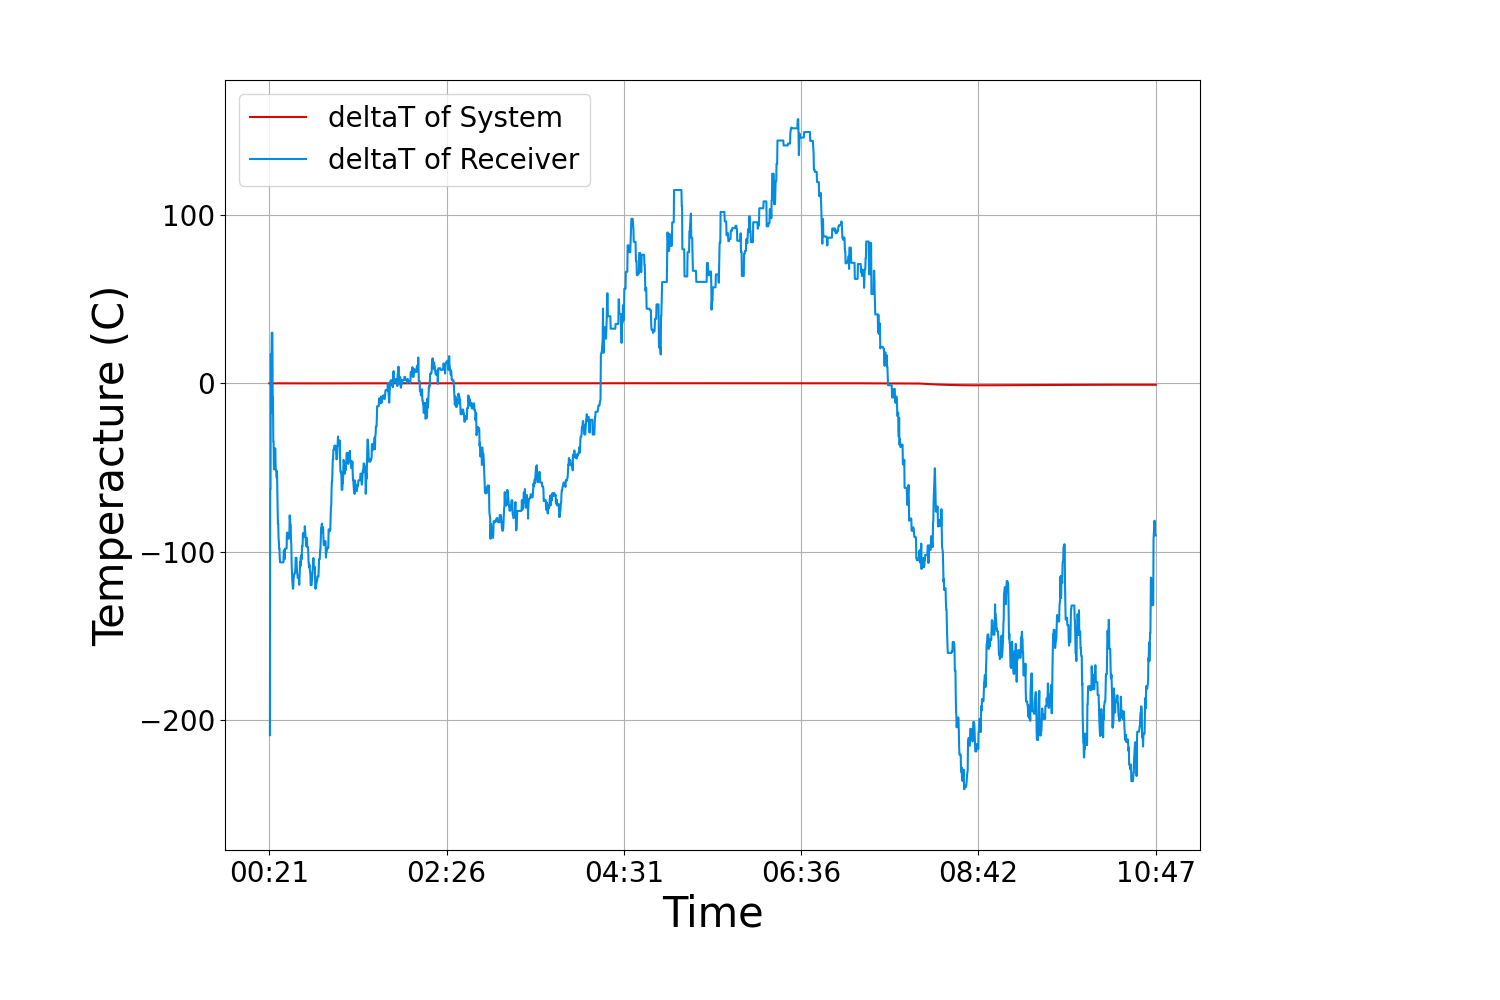 deltaT of System
deltaT of Receiver
Temperacture (C)
100
0
−100
−200
00:21
02:26
04:31
06:36
08:42
10:47
Time